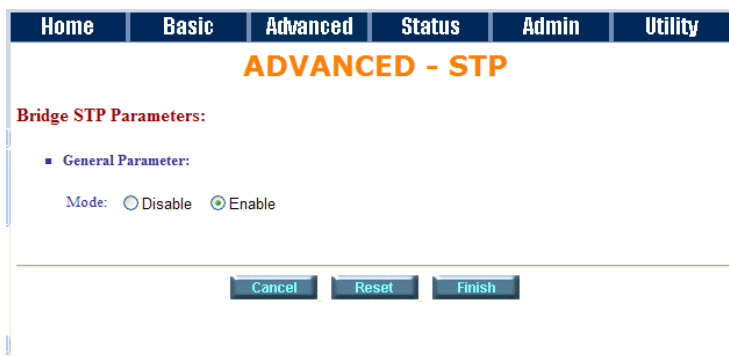 Home Basic Advanced Status Admin Utility
ADVANCED - STP
Bridge STP Parameters:
General Parameter:
Mode: Disable Enable
Cancel Reset Finish